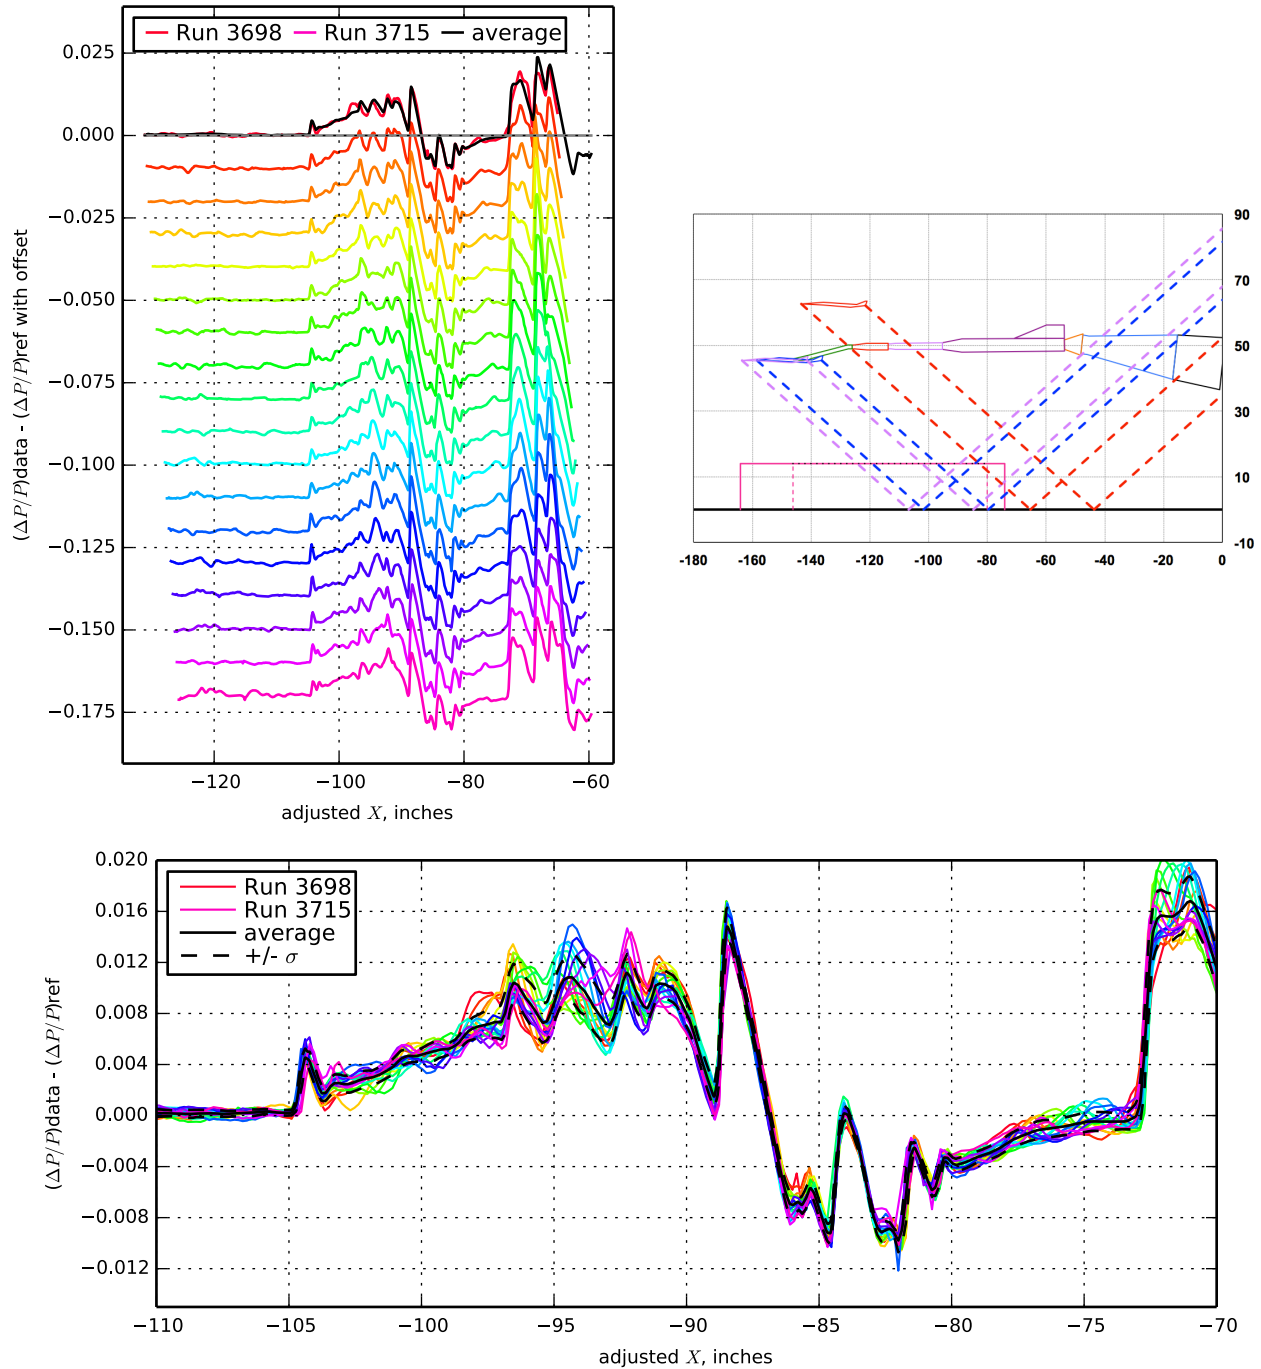 Run 3698 Run 3715 average
0.025
0.000
−0.025
−0.050
−0.075
−0.100
−0.125
−0.150
−0.175
(ΔP/P)data - (ΔP/P)ref with offset
−120 −100 −80 −60
adjusted X, inches
90
70
50
30
10
-10
-180 -160 -140 -120 -100 -80 -60 -40 -20 0
0.020
0.016
0.012
0.008
0.004
0.000
−0.004
−0.008
−0.012
(ΔP/P)data - (ΔP/P)ref
Run 3698
Run 3715
average
+/- σ
−110 −105 −100 −95 −90 −85 −80 −75 −70
adjusted X, inches